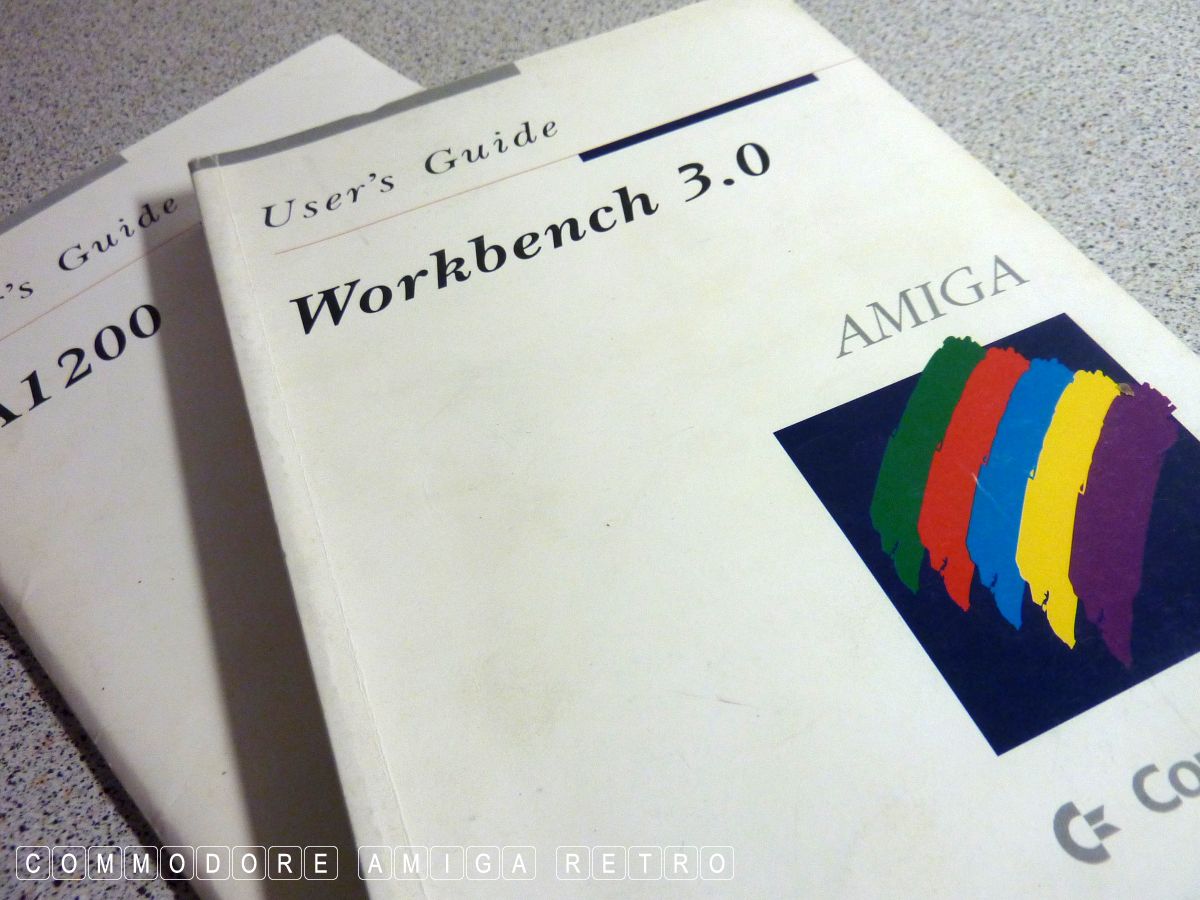 User's Guide
Workbench 3.0
AMIGA
's Guide
A1200
COMMODORE AMIGA RETRO